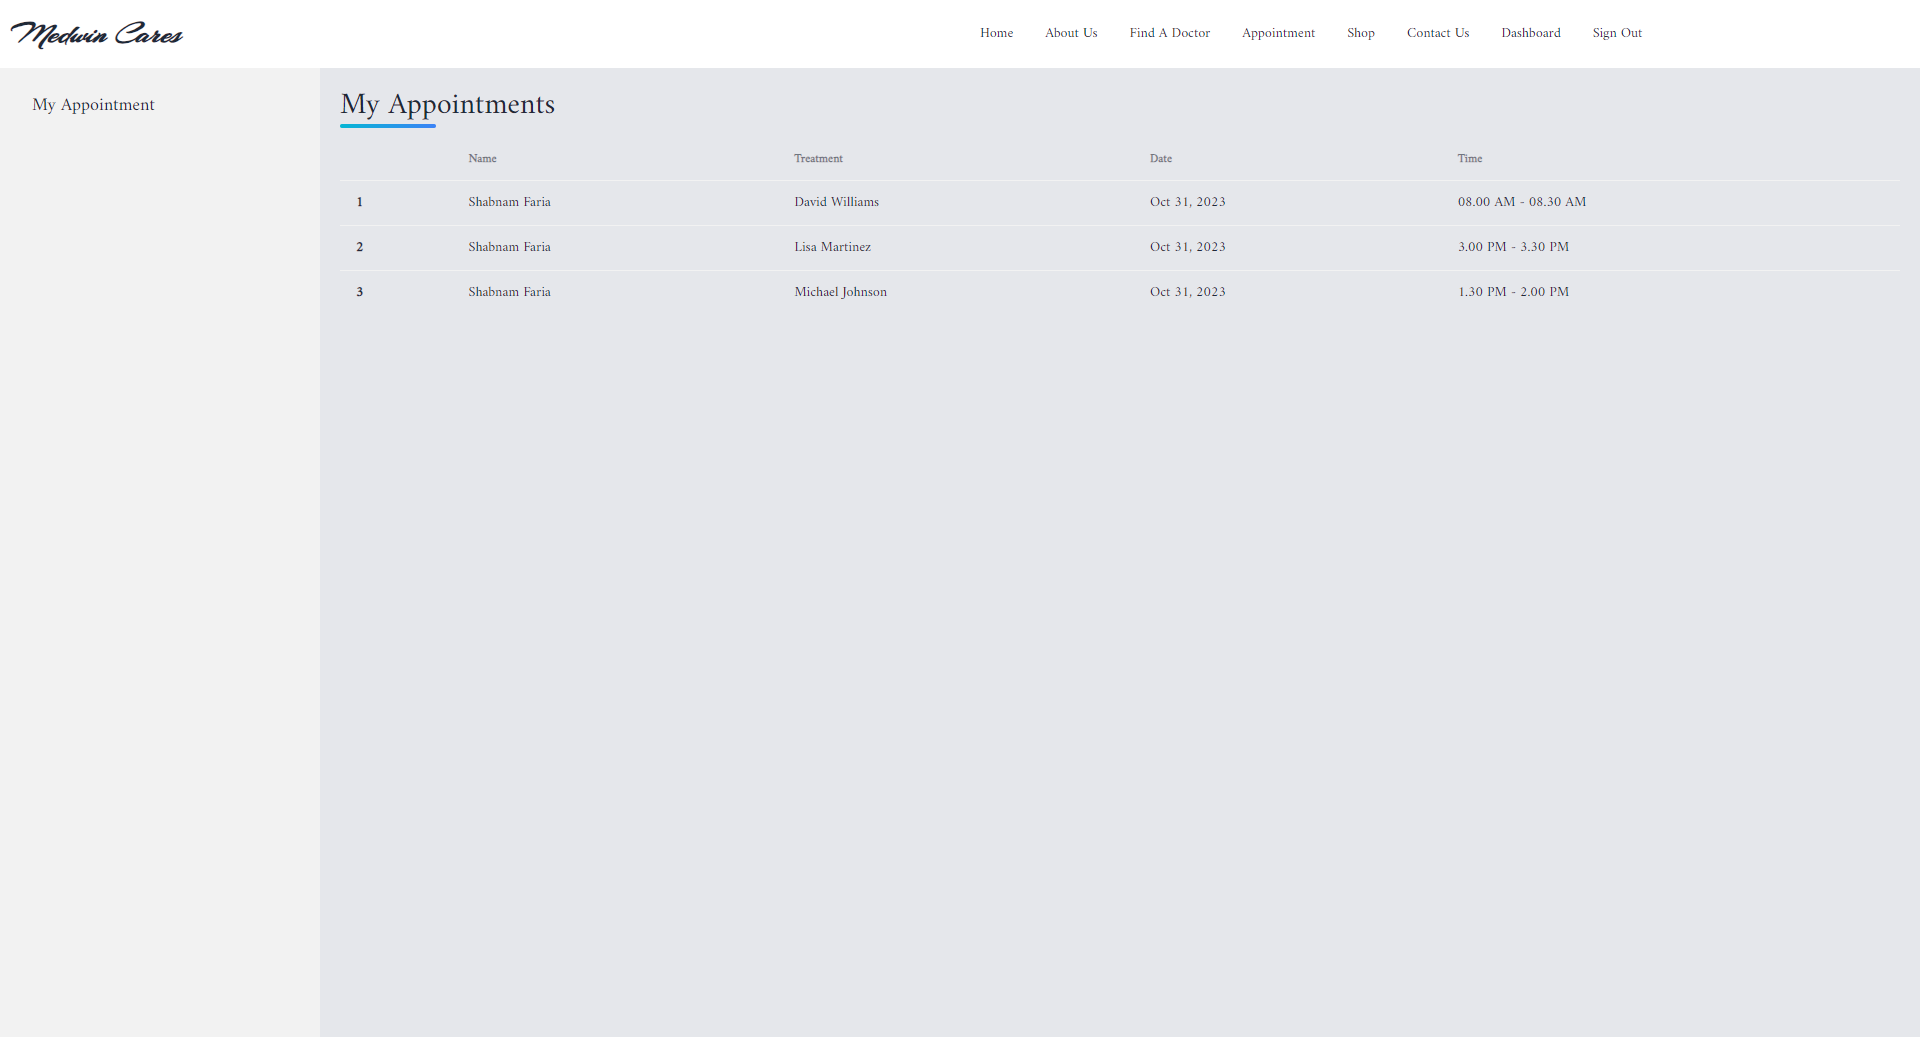 Medwin Cares
Home About Us Find A Doctor Appointment Shop Contact Us Dashboard Sign Out
My Appointment
My Appointments
Name Treatment Date Time
1 Shabnam Faria David Williams Oct 31, 2023 08.00 AM - 08.30 AM
2 Shabnam Faria Lisa Martinez Oct 31, 2023 3.00 PM - 3.30 PM
3 Shabnam Faria Michael Johnson Oct 31, 2023 1.30 PM - 2.00 PM